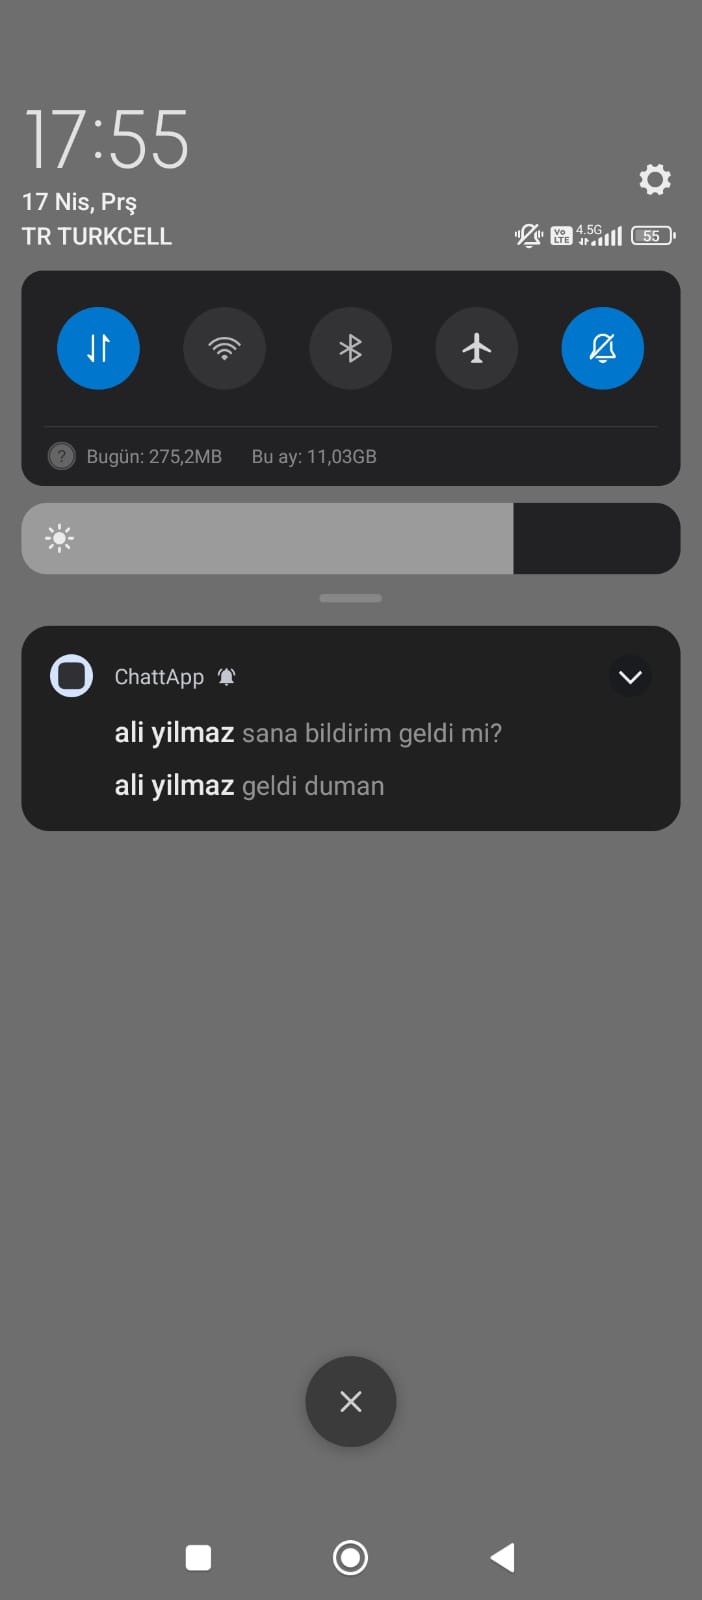 17:55
17 Nis, Prş
TR TURKCELL
Vo LTE 4.5G 55
Bugün: 275,2MB Bu ay: 11,03GB
?
ChattApp
ali yilmaz sana bildirim geldi mi?
ali yilmaz geldi duman